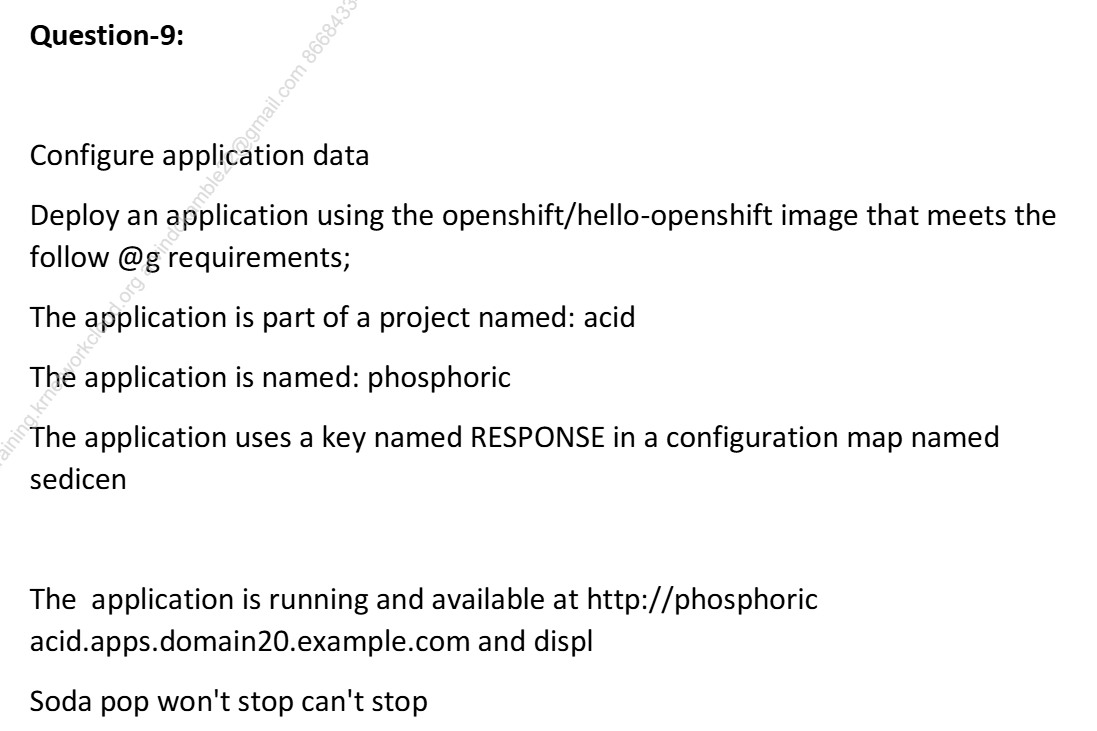 Question-9:
Configure application data
Deploy an application using the openshift/hello-openshift image that meets the
follow @g requirements;
The application is part of a project named: acid
The application is named: phosphoric
The application uses a key named RESPONSE in a configuration map named
sedicen
The  application is running and available at http://phosphoric
acid.apps.domain20.example.com and displ
Soda pop won't stop can't stop